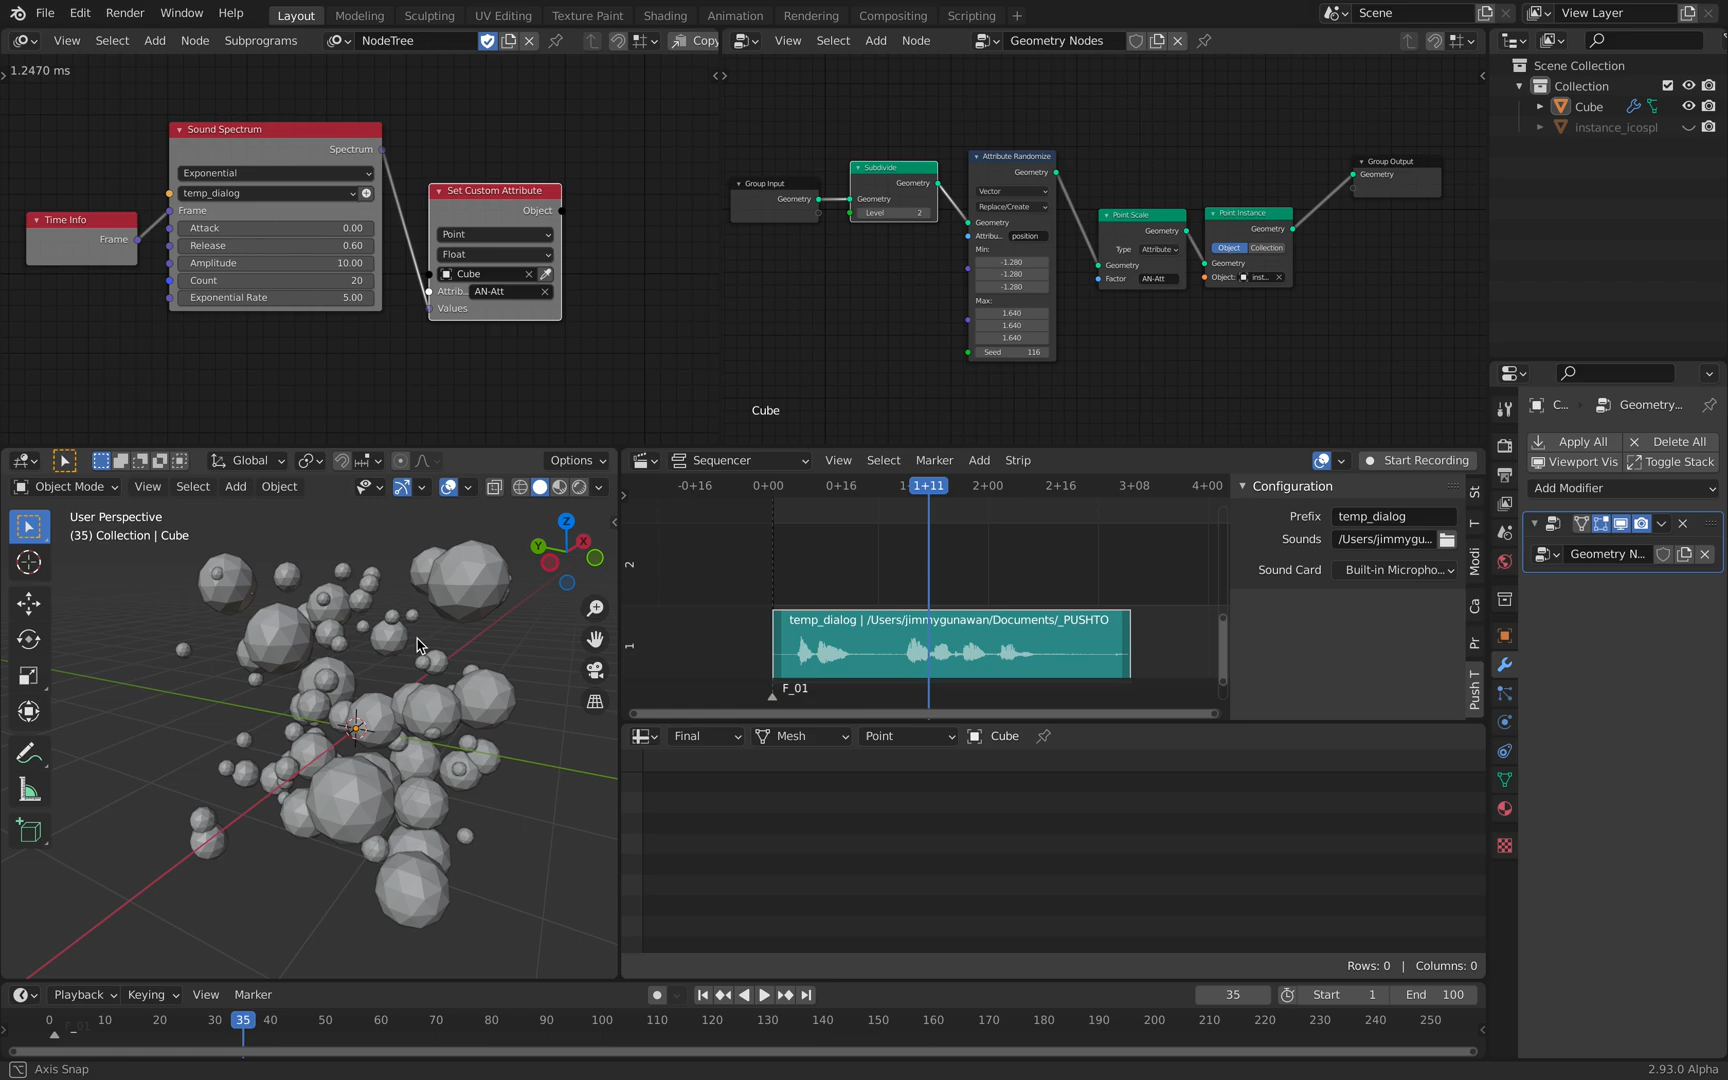 File Edit Render Window Help Layout Modeling Sculpting UV Editing Texture Paint Shading Animation Rendering Compositing Scripting Scene View Layer
View Select Add Node Subprograms NodeTree Copy
View Select Add Node Geometry Nodes
1.2470 ms
Sound Spectrum
Spectrum
Exponential
temp_dialog
Frame
Attack 0.00
Release 0.60
Amplitude 10.00
Count 20
Exponential Rate 5.00
Time Info
Frame
Set Custom Attribute
Object
Point
Float
Cube
Attrib.. AN-Att
Values
Group Input
Geometry
Subdivide
Geometry
Geometry
Level 2
Attribute Randomize
Geometry
Vector
Replace/Create
Geometry
Attribu.. position
Min:
-1.280
-1.280
-1.280
Max:
1.640
1.640
1.640
Seed 116
Point Scale
Geometry
Type Attribute
Geometry
Factor AN-Att
Point Instance
Geometry
Object Collection
Geometry
Object: inst...
Group Output
Geometry
Cube
Scene Collection
Collection
Cube
instance_icospl
C... Geometry...
Apply All Delete All
Viewport Vis Toggle Stack
Add Modifier
Geometry N...
Global Options
Object Mode View Select Add Object
User Perspective
(35) Collection | Cube
Z
Y
X
Sequencer View Select Marker Add Strip Start Recording
-0+16 0+00 0+16 1+11 2+00 2+16 3+08 4+00
2
1
temp_dialog | /Users/jimmygunawan/Documents/_PUSHTO
F_01
Configuration
Prefix temp_dialog
Sounds /Users/jimmygu...
Sound Card Built-in Micropho...
St
T
Modi
Ca
Pr
Push T
Final Mesh Point Cube
Rows: 0 | Columns: 0
Playback Keying View Marker 35 Start 1 End 100
0 10 20 30 35 40 50 60 70 80 90 100 110 120 130 140 150 160 170 180 190 200 210 220 230 240 250
F_01
Axis Snap 2.93.0 Alpha